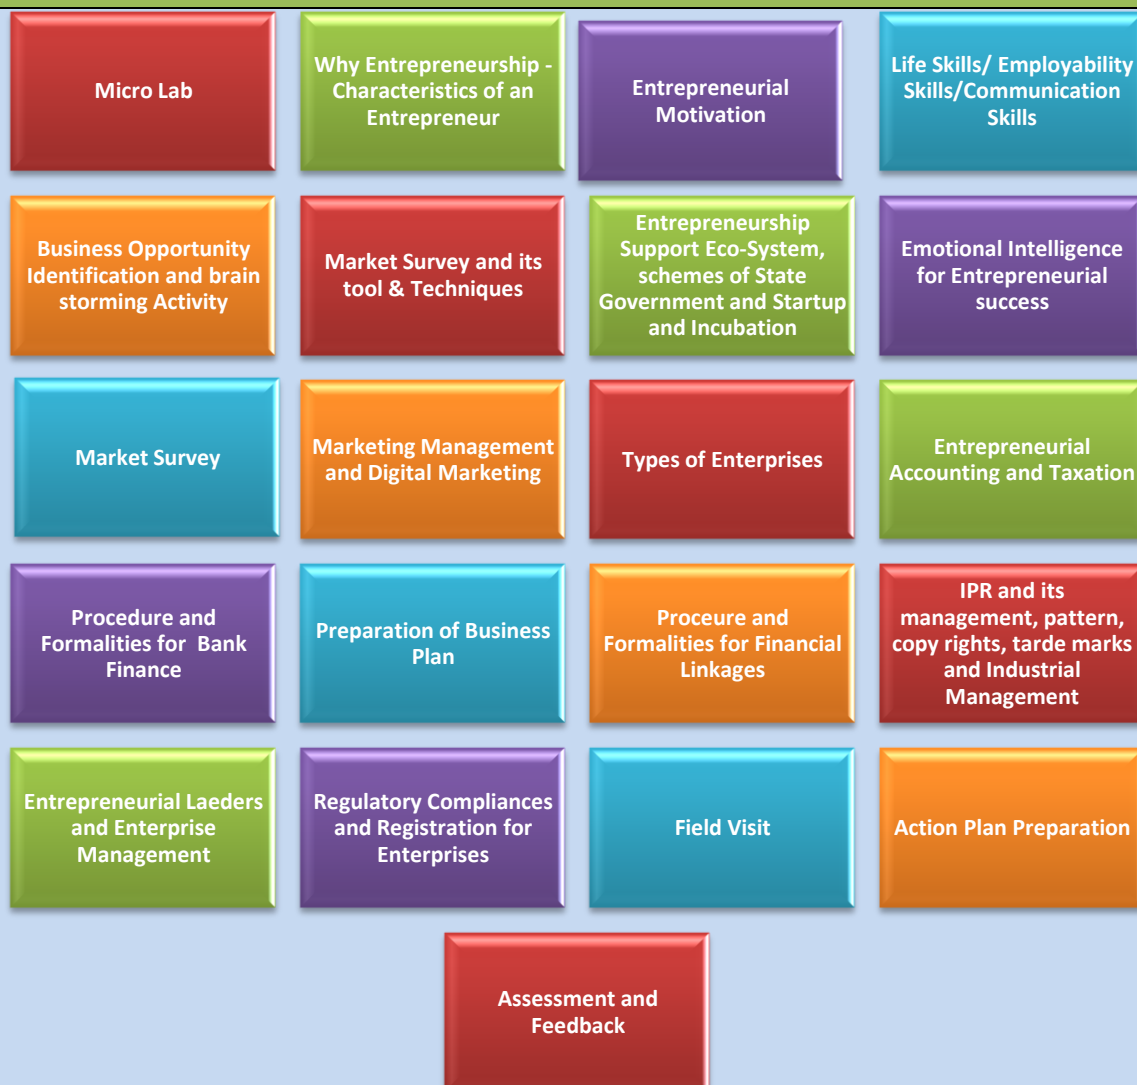 Micro Lab
Why Entrepreneurship -
Characteristics of an
Entrepreneur
Entrepreneurial
Motivation
Life Skills/ Employability
Skills/Communication
Skills
Business Opportunity
Identification and brain
storming Activity
Market Survey and its
tool & Techniques
Entrepreneurship
Support Eco-System,
schemes of State
Government and Startup
and Incubation
Emotional Intelligence
for Entrepreneurial
success
Market Survey
Marketing Management
and Digital Marketing
Types of Enterprises
Entrepreneurial
Accounting and Taxation
Procedure and
Formalities for Bank
Finance
Preparation of Business
Plan
Proceure and
Formalities for Financial
Linkages
IPR and its
management, pattern,
copy rights, tarde marks
and Industrial
Management
Entrepreneurial Laeders
and Enterprise
Management
Regulatory Compliances
and Registration for
Enterprises
Field Visit
Action Plan Preparation
Assessment and
Feedback